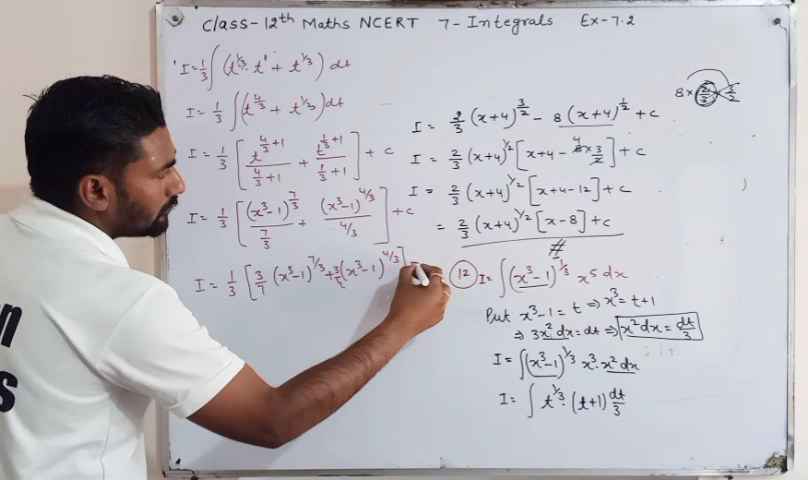 Class-12th Maths NCERT 7-Integrals Ex-7.2
I = 1/3 ∫ (t^1/3 · t^1 + t^1/3) dt
I = 1/3 ∫ (t^4/3 + t^1/3) dt
I = 1/3 [ t^(4/3+1) / (4/3+1) + t^(1/3+1) / (1/3+1) ] + c
I = 1/3 [ (x³-1)^7/3 / 7/3 + (x³-1)^4/3 / 4/3 ] + c
I = 1/3 [ 3/7 (x³-1)^7/3 + 3/4 (x³-1)^4/3 ]
8×
I = 2/3 (x+4)^3/2 - 8 (x+4)^1/2 + c
I = 2/3 (x+4)^1/2 [ x+4 - 8 4 × 3/2 ] + c
I = 2/3 (x+4)^1/2 [x+4-12] + c
= 2/3 (x+4)^1/2 [x-8] + c
#
12 I = ∫ (x³-1)^1/3 x⁵ dx
Put x³-1 = t ⇒ x³ = t+1
⇒ 3x² dx = dt ⇒ x² dx = dt/3
I = ∫ (x³-1)^1/3 x³ · x² dx
I = ∫ t^1/3 · (t+1) dt/3
n
s